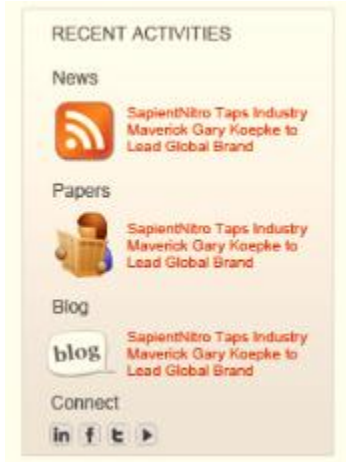 RECENT ACTIVITIES
News
SapientNitro Taps Industry
Maverick Gary Koepke to
Lead Global Brand
Papers
SapientNitro Taps Industry
Maverick Gary Koepke to
Lead Global Brand
Blog
blog
SapientNitro Taps Industry
Maverick Gary Koepke to
Lead Global Brand
Connect
in f t